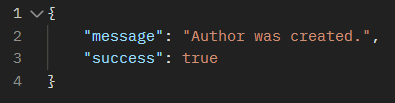 1 {
2 "message": "Author was created.",
3 "success": true
4 }